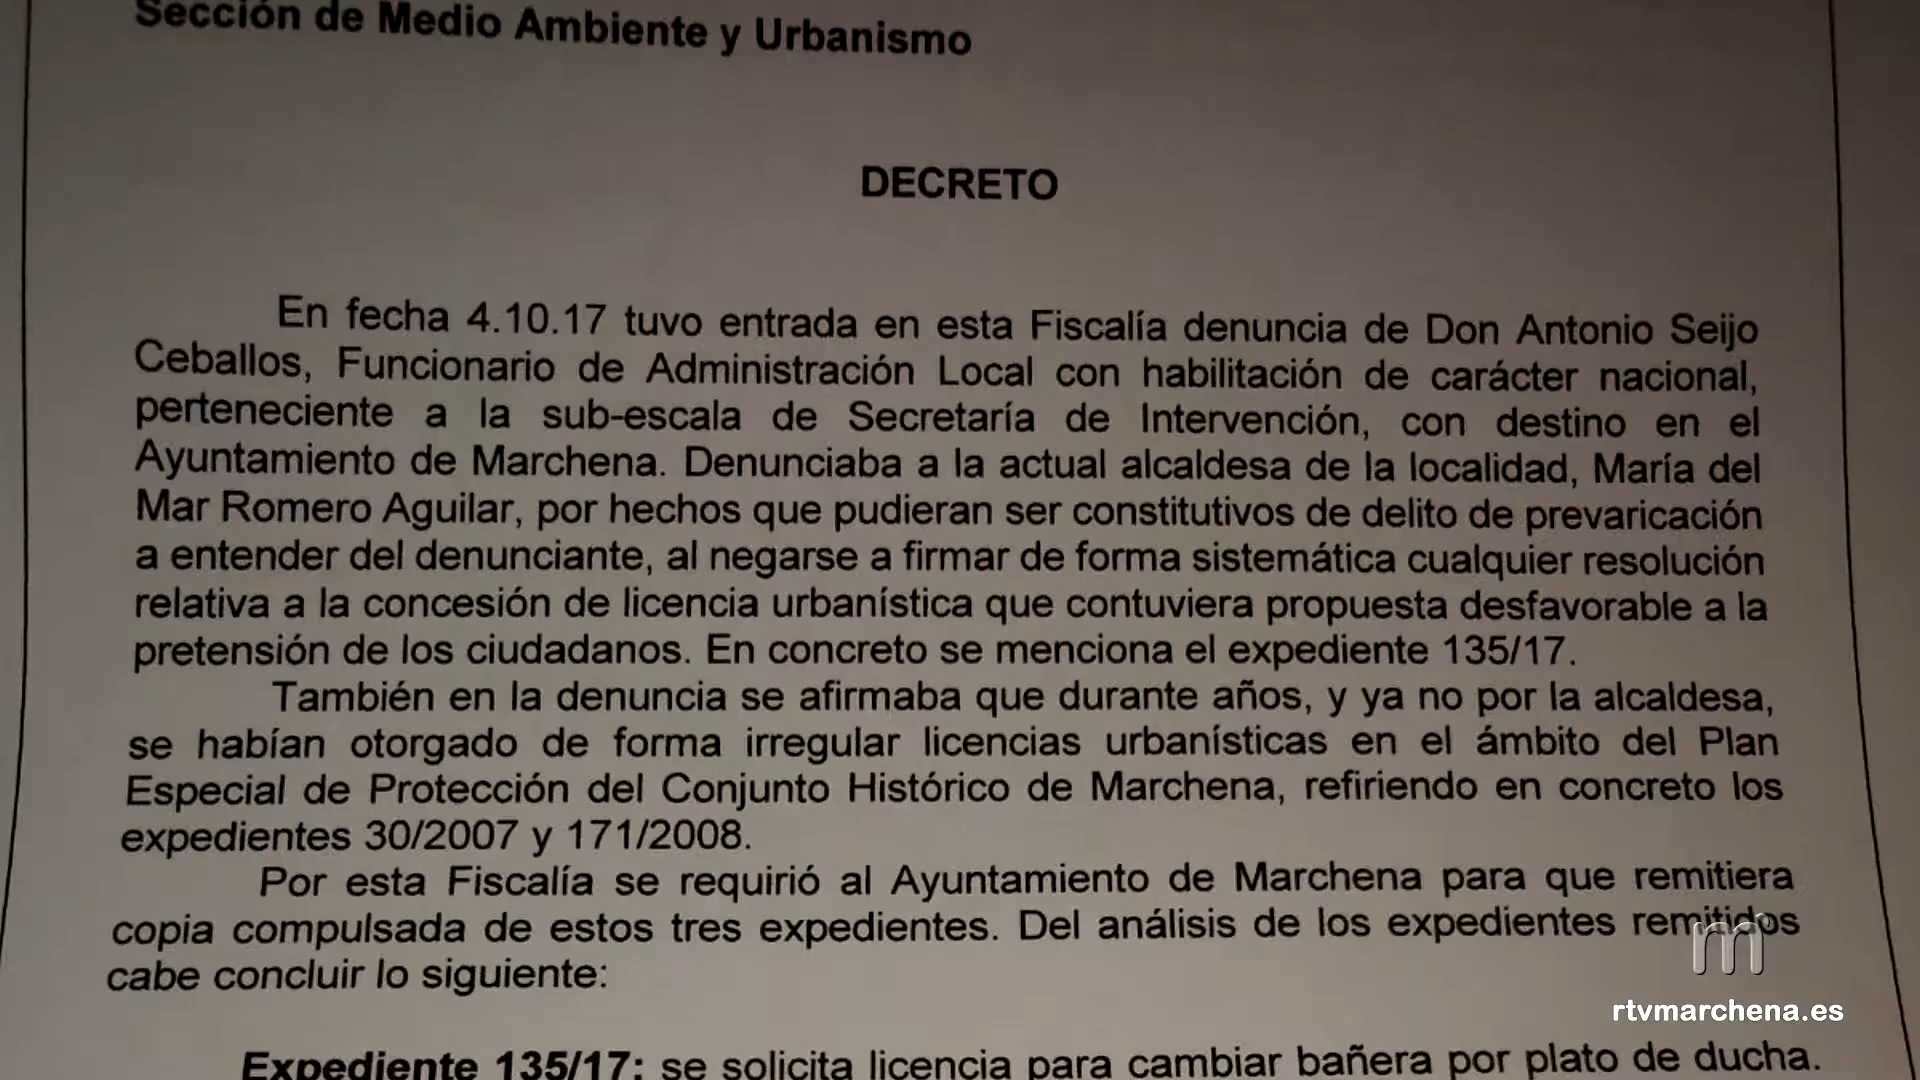 Sección de Medio Ambiente y Urbanismo
DECRETO
En fecha 4.10.17 tuvo entrada en esta Fiscalía denuncia de Don Antonio Seijo
Ceballos, Funcionario de Administración Local con habilitación de carácter nacional,
perteneciente a la sub-escala de Secretaría de Intervención, con destino en el
Ayuntamiento de Marchena. Denunciaba a la actual alcaldesa de la localidad, María del
Mar Romero Aguilar, por hechos que pudieran ser constitutivos de delito de prevaricación
a entender del denunciante, al negarse a firmar de forma sistemática cualquier resolución
relativa a la concesión de licencia urbanística que contuviera propuesta desfavorable a la
pretensión de los ciudadanos. En concreto se menciona el expediente 135/17.
También en la denuncia se afirmaba que durante años, y ya no por la alcaldesa,
se habían otorgado de forma irregular licencias urbanísticas en el ámbito del Plan
Especial de Protección del Conjunto Histórico de Marchena, refiriendo en concreto los
expedientes 30/2007 y 171/2008.
Por esta Fiscalía se requirió al Ayuntamiento de Marchena para que remitiera
copia compulsada de estos tres expedientes. Del análisis de los expedientes remitidos
cabe concluir lo siguiente:
m
rtvmarchena.es
Expediente 135/17: se solicita licencia para cambiar bañera por plato de ducha.